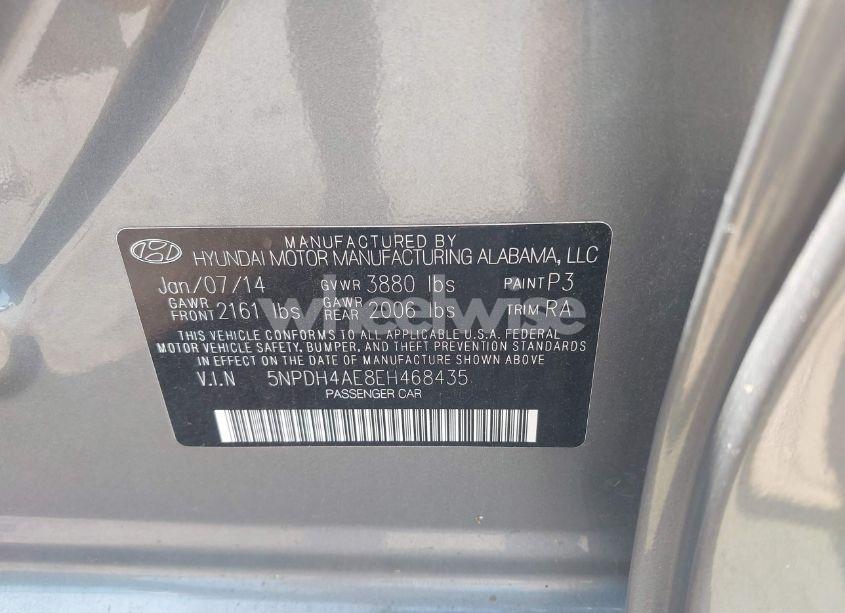 MANUFACTURED BY
HYUNDAI MOTOR MANUFACTURING ALABAMA, LLC
Jan/07/14 GVWR 3880 lbs PAINT P3
GAWR FRONT 2161 lbs GAWR REAR 2006 lbs TRIM RA
wheelwise
THIS VEHICLE CONFORMS TO ALL APPLICABLE U.S.A. FEDERAL
MOTOR VEHICLE SAFETY, BUMPER, AND THEFT PREVENTION STANDARDS
IN EFFECT ON THE DATE OF MANUFACTURE SHOWN ABOVE
V.I.N 5NPDH4AE8EH468435
PASSENGER CAR